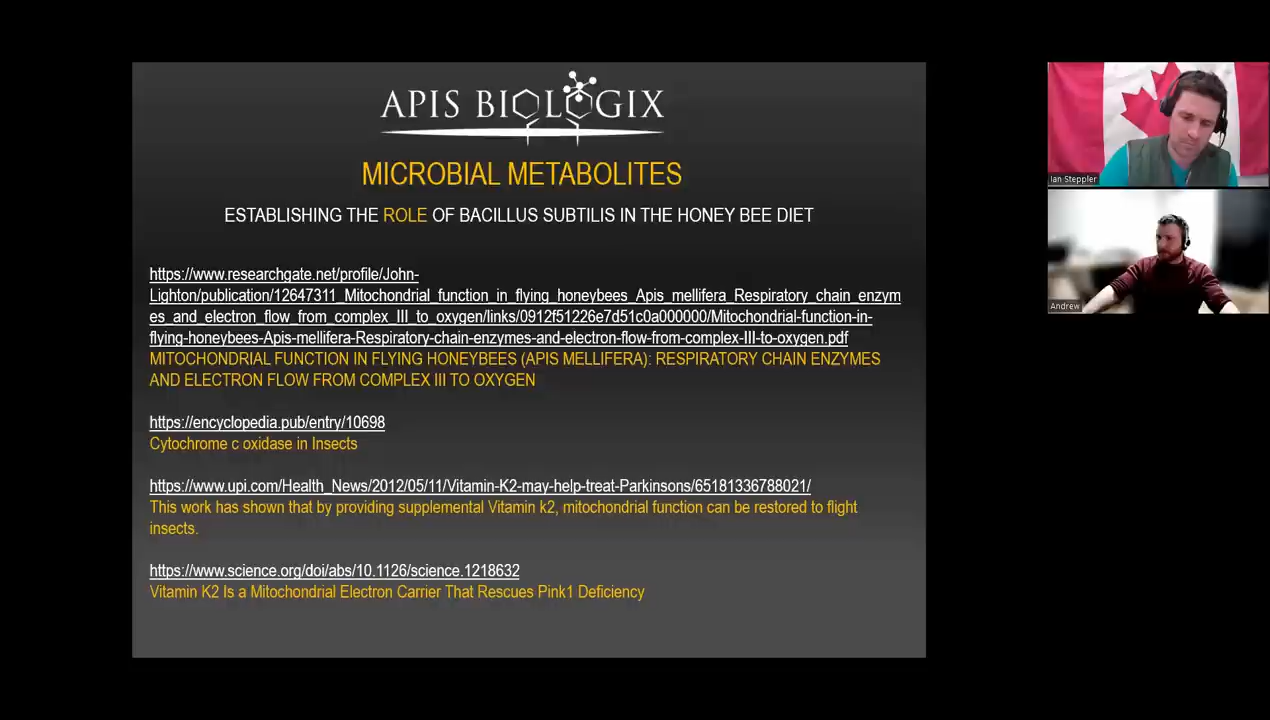 APIS BIOLOGIX
MICROBIAL METABOLITES
ESTABLISHING THE ROLE OF BACILLUS SUBTILIS IN THE HONEY BEE DIET
https://www.researchgate.net/profile/John-
Lighton/publication/12647311_Mitochondrial_function_in_flying_honeybees_Apis_mellifera_Respiratory_chain_enzym
es_and_electron_flow_from_complex_III_to_oxygen/links/0912f51226e7d51c0a000000/Mitochondrial-function-in-
flying-honeybees-Apis-mellifera-Respiratory-chain-enzymes-and-electron-flow-from-complex-III-to-oxygen.pdf
MITOCHONDRIAL FUNCTION IN FLYING HONEYBEES (APIS MELLIFERA): RESPIRATORY CHAIN ENZYMES
AND ELECTRON FLOW FROM COMPLEX III TO OXYGEN
https://encyclopedia.pub/entry/10698
Cytochrome c oxidase in Insects
https://www.upi.com/Health_News/2012/05/11/Vitamin-K2-may-help-treat-Parkinsons/65181336788021/
This work has shown that by providing supplemental Vitamin k2, mitochondrial function can be restored to flight
insects.
https://www.science.org/doi/abs/10.1126/science.1218632
Vitamin K2 Is a Mitochondrial Electron Carrier That Rescues Pink1 Deficiency
Ian Steppler
Andrew